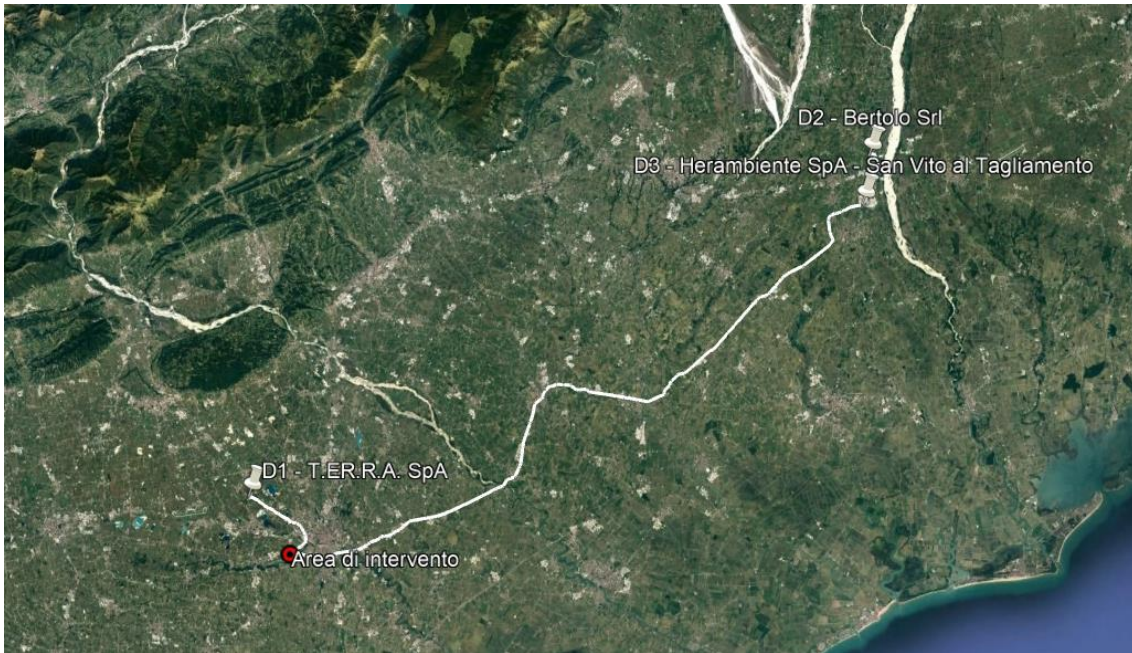 D2 - Bertolo Srl
D3 - Herambiente SpA - San Vito al Tagliamento
D1 - T.ER.R.A. SpA
Area di intervento